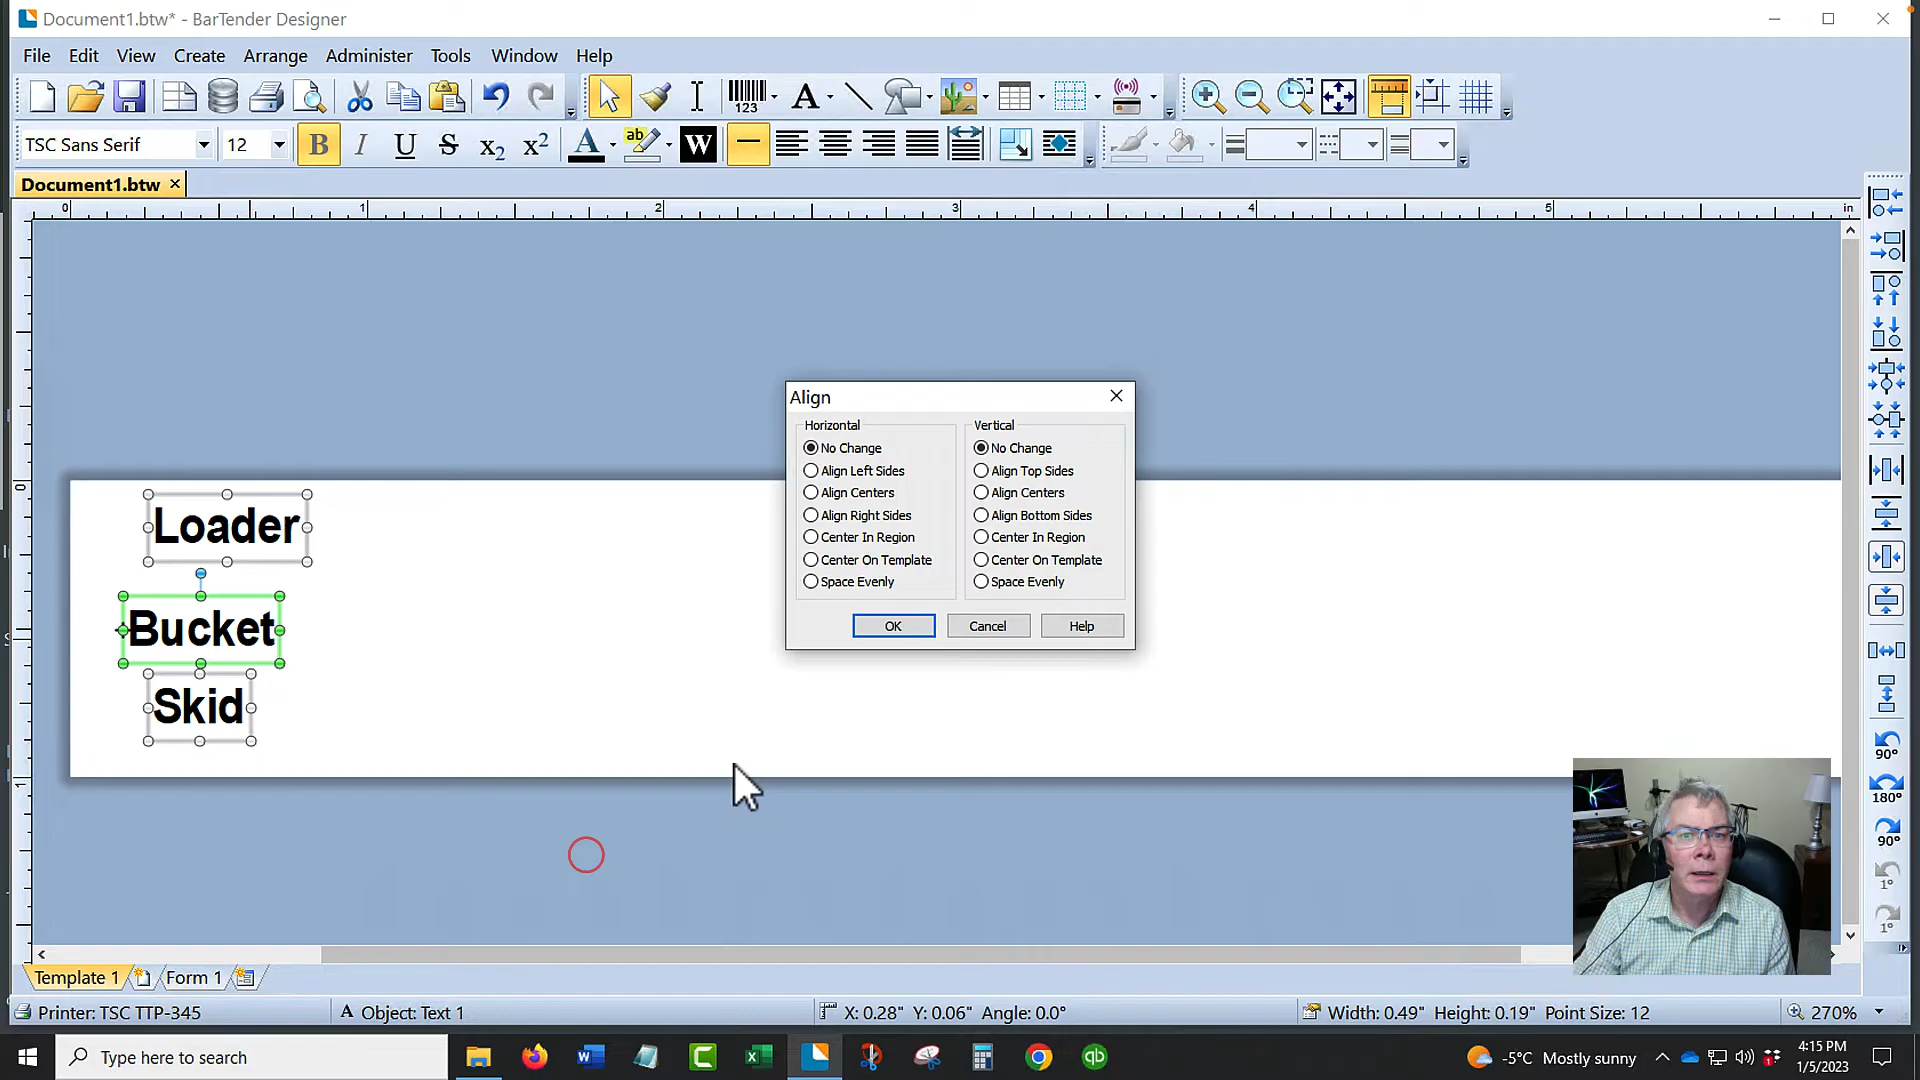 Document1.btw* - BarTender Designer
File Edit View Create Arrange Administer Tools Window Help
123
TSC Sans Serif 12 B I U S x2 x2 A ab W
Document1.btw
0 1 2 3 4 5 in
Align
Horizontal Vertical
No Change No Change
Align Left Sides Align Top Sides
Align Centers Align Centers
Align Right Sides Align Bottom Sides
Center In Region Center In Region
Center On Template Center On Template
Space Evenly Space Evenly
OK Cancel Help
0
Loader
Bucket
Skid
1
90°
180°
90°
1°
1°
Template 1 Form 1
Printer: TSC TTP-345 A Object: Text 1 X: 0.28" Y: 0.06" Angle: 0.0° Width: 0.49" Height: 0.19" Point Size: 12 270%
Type here to search
-5°C Mostly sunny
4:15 PM
1/5/2023